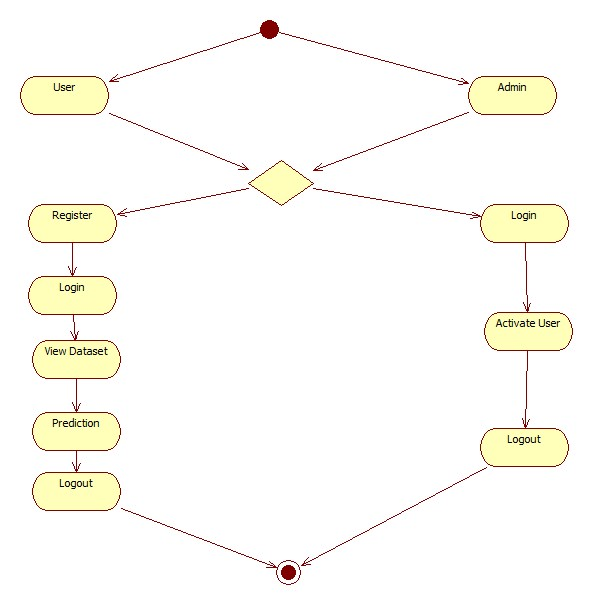 User
Admin
Register
Login
Login
Activate User
View Dataset
Prediction
Logout
Logout